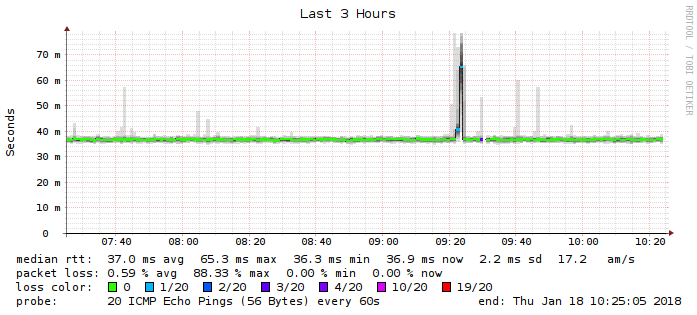 Last 3 Hours
RRDTOOL / TOBI OETIKER
Seconds
70 m
60 m
50 m
40 m
30 m
20 m
10 m
0
07:40 08:00 08:20 08:40 09:00 09:20 09:40 10:00 10:20
median rtt: 37.0 ms avg 65.3 ms max 36.3 ms min 36.9 ms now 2.2 ms sd 17.2 am/s
packet loss: 0.59 % avg 88.33 % max 0.00 % min 0.00 % now
loss color: 0 1/20 2/20 3/20 4/20 10/20 19/20
probe: 20 ICMP Echo Pings (56 Bytes) every 60s end: Thu Jan 18 10:25:05 2018